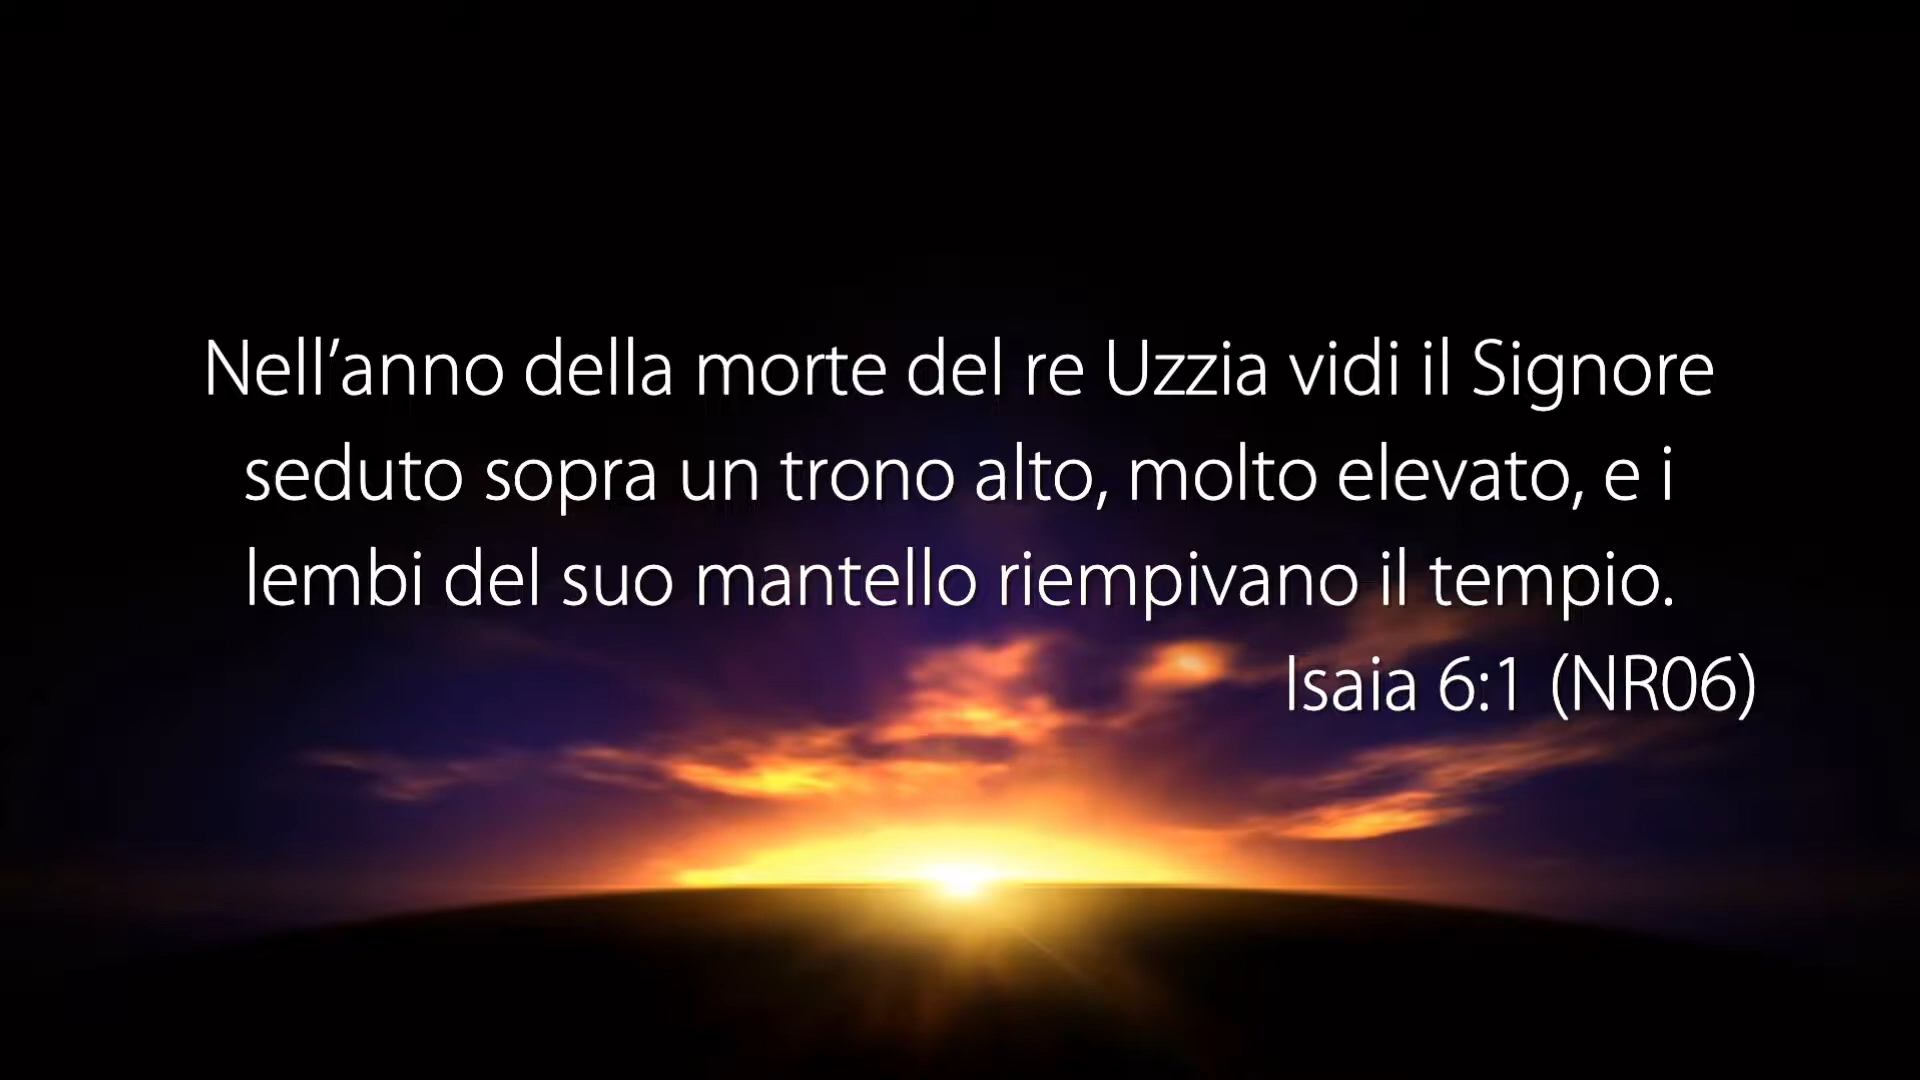 Nell’anno della morte del re Uzzia vidi il Signore
seduto sopra un trono alto, molto elevato, e i
lembi del suo mantello riempivano il tempio.
Isaia 6:1 (NR06)